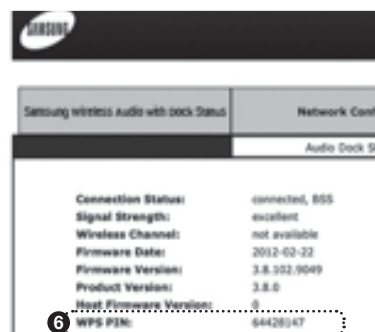 SAMSUNG
Samsung Wireless Audio with Dock Status
Network Conf
Audio Dock S
Connection Status: connected, BSS
Signal Strength: excellent
Wireless Channel: not available
Firmware Date: 2012-02-22
Firmware Version: 3.8.102.9049
Product Version: 3.8.0
Host Firmware Version: 0
6 WPS PIN: 64428147